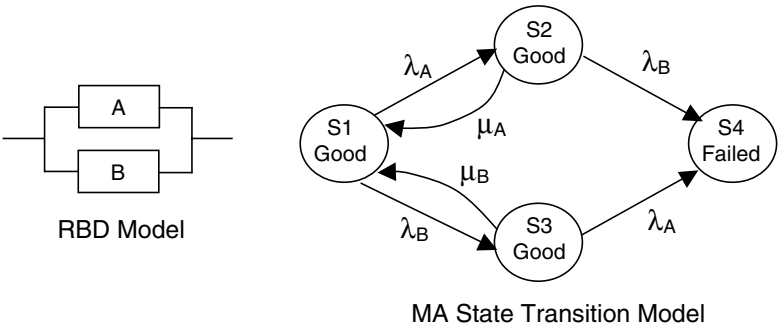 A
B
RBD Model
S1
Good
λA
μA
S2
Good
λB
μB
λB
S3
Good
λA
S4
Failed
MA State Transition Model